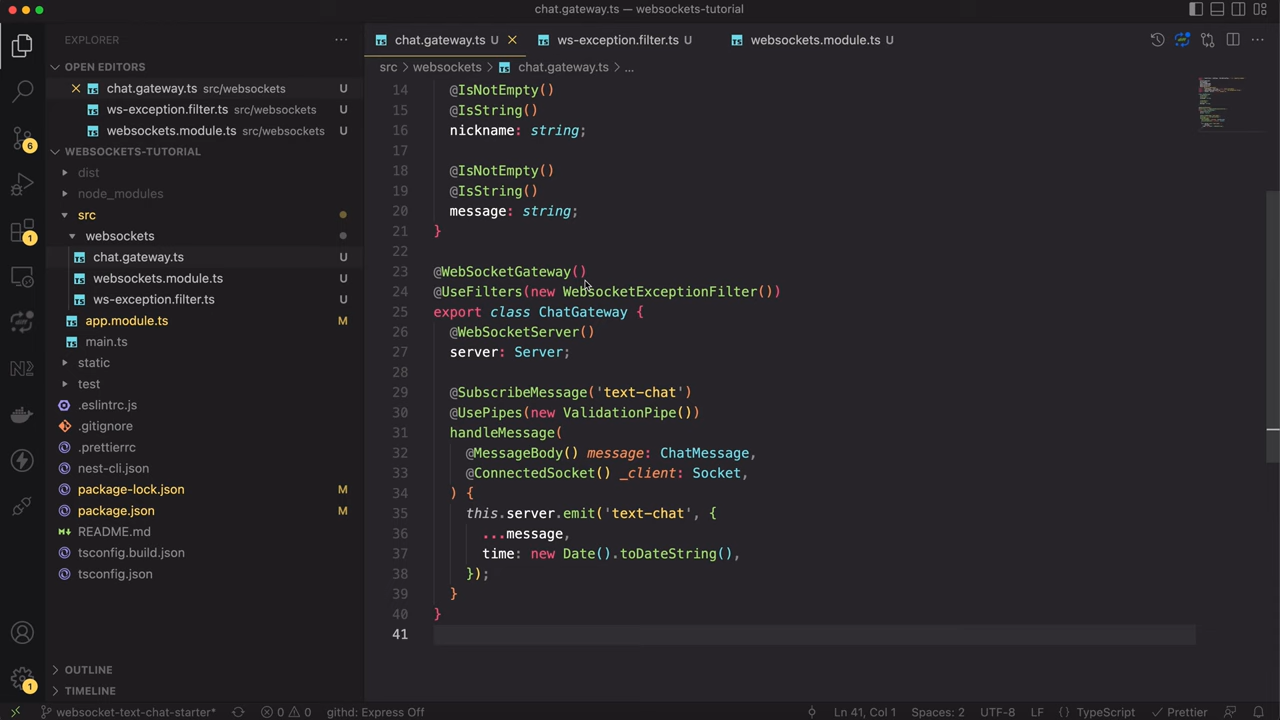 chat.gateway.ts — websockets-tutorial
EXPLORER
OPEN EDITORS
chat.gateway.ts src/websockets U
ws-exception.filter.ts src/websockets U
websockets.module.ts src/websockets U
WEBSOCKETS-TUTORIAL
dist
node_modules
src
websockets
chat.gateway.ts U
websockets.module.ts U
ws-exception.filter.ts U
app.module.ts M
main.ts
static
test
.eslintrc.js
.gitignore
.prettierrc
nest-cli.json
package-lock.json M
package.json M
README.md
tsconfig.build.json
tsconfig.json
OUTLINE
TIMELINE
6
1
1
chat.gateway.ts U
ws-exception.filter.ts U
websockets.module.ts U
src > websockets > chat.gateway.ts > ...
14 @IsNotEmpty()
15 @IsString()
16 nickname: string;
17
18 @IsNotEmpty()
19 @IsString()
20 message: string;
21 }
22
23 @WebSocketGateway()
24 @UseFilters(new WebsocketExceptionFilter())
25 export class ChatGateway {
26 @WebSocketServer()
27 server: Server;
28
29 @SubscribeMessage('text-chat')
30 @UsePipes(new ValidationPipe())
31 handleMessage(
32 @MessageBody() message: ChatMessage,
33 @ConnectedSocket() _client: Socket,
34 ) {
35 this.server.emit('text-chat', {
36 ...message,
37 time: new Date().toDateString(),
38 });
39 }
40 }
41
websocket-text-chat-starter* 0 0 githd: Express Off Ln 41, Col 1 Spaces: 2 UTF-8 LF {} TypeScript Prettier